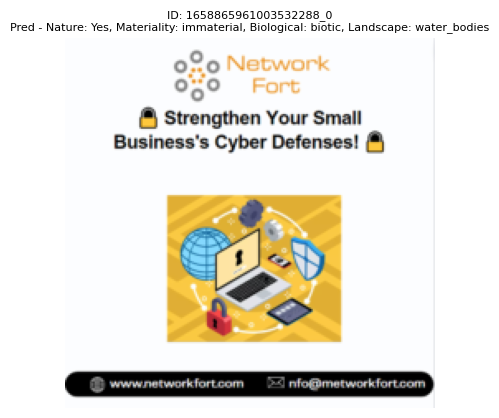 ID: 1658865961003532288_0
Pred - Nature: Yes, Materiality: immaterial, Biological: biotic, Landscape: water_bodies
Network
Fort
🔒 Strengthen Your Small
Business's Cyber Defenses! 🔒
www.networkfort.com nfo@metworkfort.com